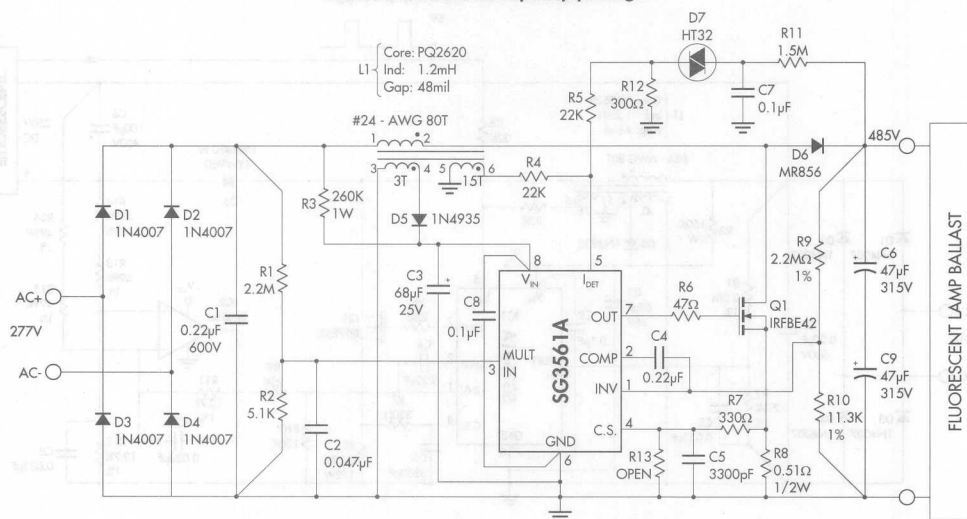 D7
HT32
R11
1.5M
Core: PQ2620
L1 { Ind: 1.2mH
Gap: 48mil
R12
300Ω
C7
0.1µF
R5
22K
#24 - AWG 80T
1
2
485V
3
3T
4
5
15T
6
R4
22K
D6
MR856
R3
260K
1W
D5
1N4935
D1
1N4007
D2
1N4007
R9
2.2MΩ
1%
C6
47µF
315V
R1
2.2M
C3
68µF
25V
8
VIN
5
IDET
AC+
277V
AC-
C1
0.22µF
600V
C8
0.1µF
SG3561A
OUT
7
R6
47Ω
Q1
IRFBE42
C4
0.22µF
MULT
IN
3
COMP
2
INV
1
C.S.
4
GND
6
R7
330Ω
R2
5.1K
C2
0.047µF
D3
1N4007
D4
1N4007
R13
OPEN
C5
3300pF
R8
0.51Ω
1/2W
R10
11.3K
1%
C9
47µF
315V
FLUORESCENT LAMP BALLAST